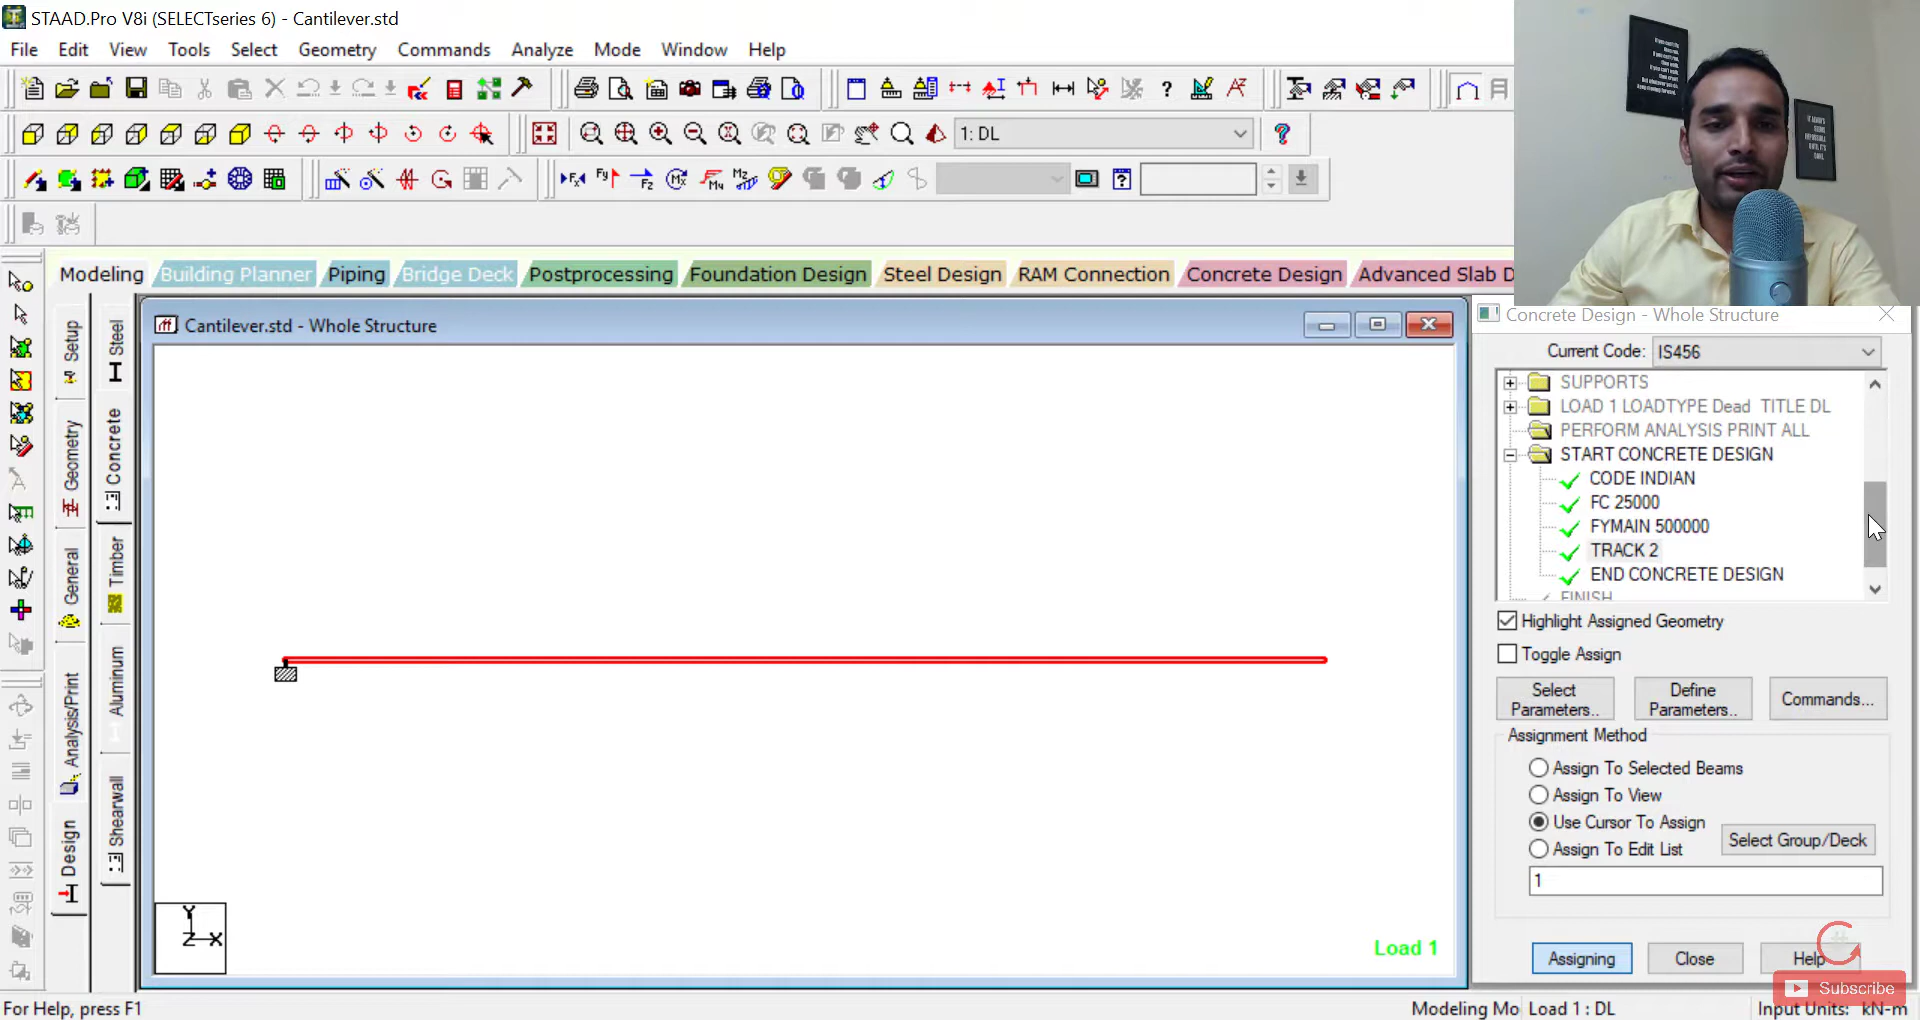 STAAD.Pro V8i (SELECTseries 6) - Cantilever.std
File Edit View Tools Select Geometry Commands Analyze Mode Window Help
1: DL
Modeling Building Planner Piping Bridge Deck Postprocessing Foundation Design Steel Design RAM Connection Concrete Design Advanced Slab D
Setup
Geometry
General
Analysis/Print
Design
Steel
Concrete
Timber
Aluminum
Shearwall
Cantilever.std - Whole Structure
Y
Z X
Load 1
Concrete Design - Whole Structure
Current Code: IS456
SUPPORTS
LOAD 1 LOADTYPE Dead TITLE DL
PERFORM ANALYSIS PRINT ALL
START CONCRETE DESIGN
CODE INDIAN
FC 25000
FYMAIN 500000
TRACK 2
END CONCRETE DESIGN
FINISH
Highlight Assigned Geometry
Toggle Assign
Select Parameters..
Define Parameters..
Commands...
Assignment Method
Assign To Selected Beams
Assign To View
Use Cursor To Assign
Assign To Edit List
Select Group/Deck
1
Assigning Close Help
Subscribe
For Help, press F1
Modeling Mo Load 1 : DL Input Units: kN-m